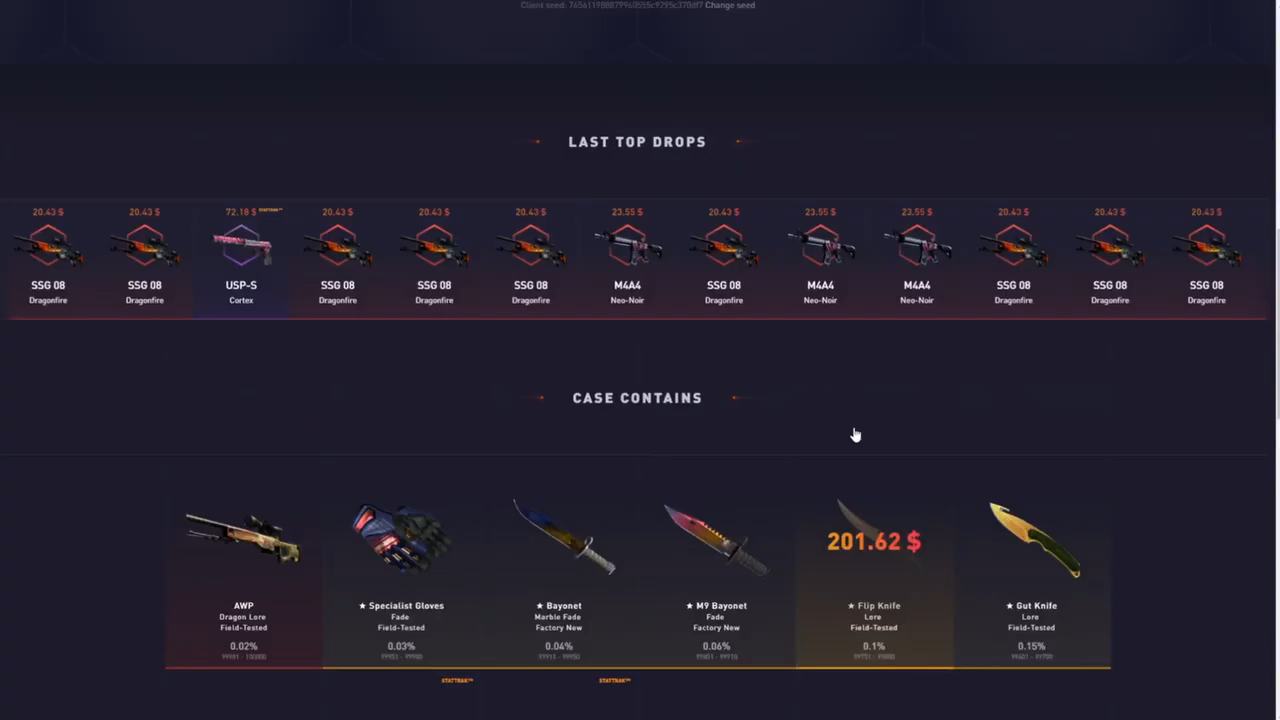 Change seed
LAST TOP DROPS
20.43 $ 20.43 $ 72.18 $ STATTRAK™ 20.43 $ 20.43 $ 20.43 $ 23.55 $ 20.43 $ 23.55 $ 23.55 $ 20.43 $ 20.43 $ 20.43 $
SSG 08 SSG 08 USP-S SSG 08 SSG 08 SSG 08 M4A4 SSG 08 M4A4 M4A4 SSG 08 SSG 08 SSG 08
Dragonfire Dragonfire Cortex Dragonfire Dragonfire Dragonfire Neo-Noir Dragonfire Neo-Noir Neo-Noir Dragonfire Dragonfire Dragonfire
CASE CONTAINS
201.62 $
AWP ★ Specialist Gloves ★ Bayonet ★ M9 Bayonet ★ Flip Knife ★ Gut Knife
Dragon Lore Fade Marble Fade Fade Lore Lore
Field-Tested Field-Tested Factory New Factory New Field-Tested Field-Tested
0.02% 0.03% 0.04% 0.06% 0.1% 0.15%
STATTRAK™ STATTRAK™